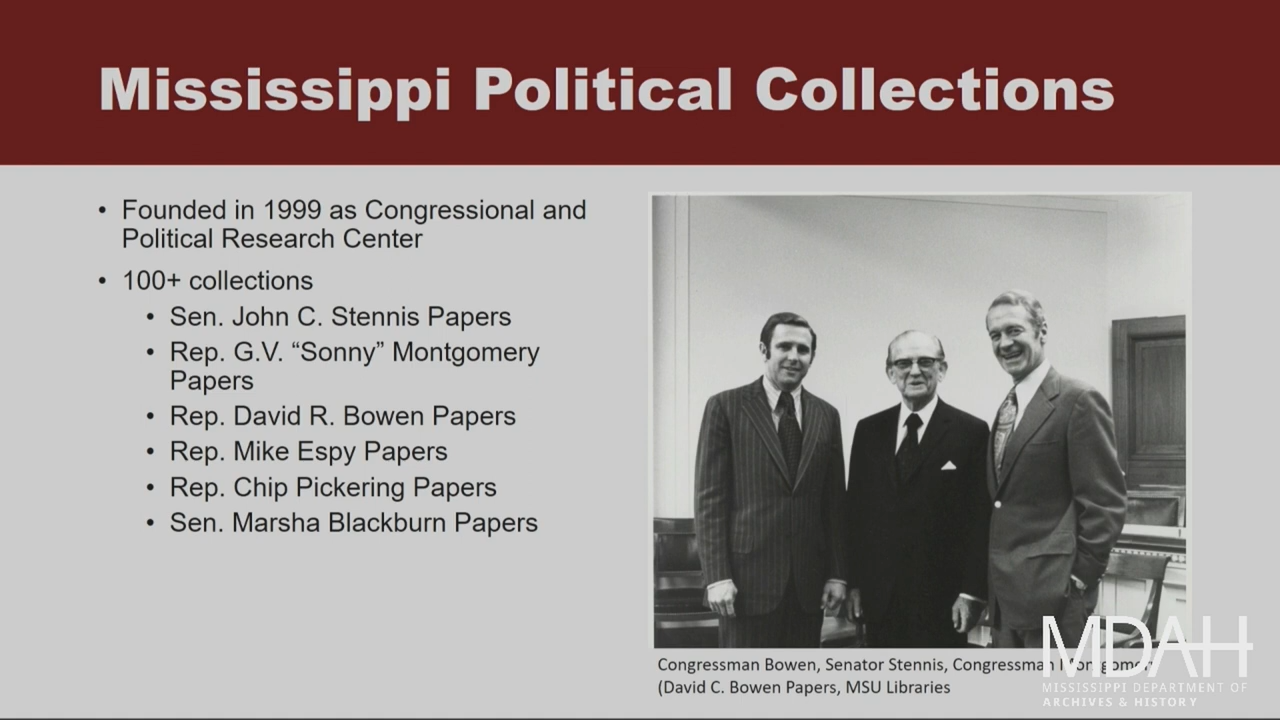 Mississippi Political Collections
• Founded in 1999 as Congressional and
Political Research Center
• 100+ collections
• Sen. John C. Stennis Papers
• Rep. G.V. “Sonny” Montgomery
Papers
• Rep. David R. Bowen Papers
• Rep. Mike Espy Papers
• Rep. Chip Pickering Papers
• Sen. Marsha Blackburn Papers
Congressman Bowen, Senator Stennis, Congressman Montgomery
(David C. Bowen Papers, MSU Libraries
MDAH
MISSISSIPPI DEPARTMENT OF
ARCHIVES & HISTORY